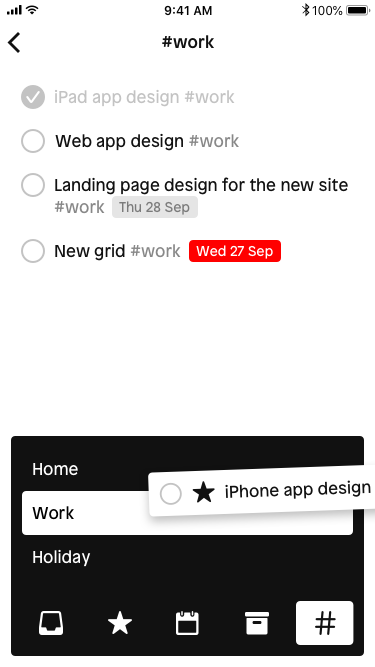 9:41 AM 100%
#work
iPad app design #work
Web app design #work
Landing page design for the new site
#work Thu 28 Sep
New grid #work Wed 27 Sep
Home
iPhone app design
Work
Holiday
#